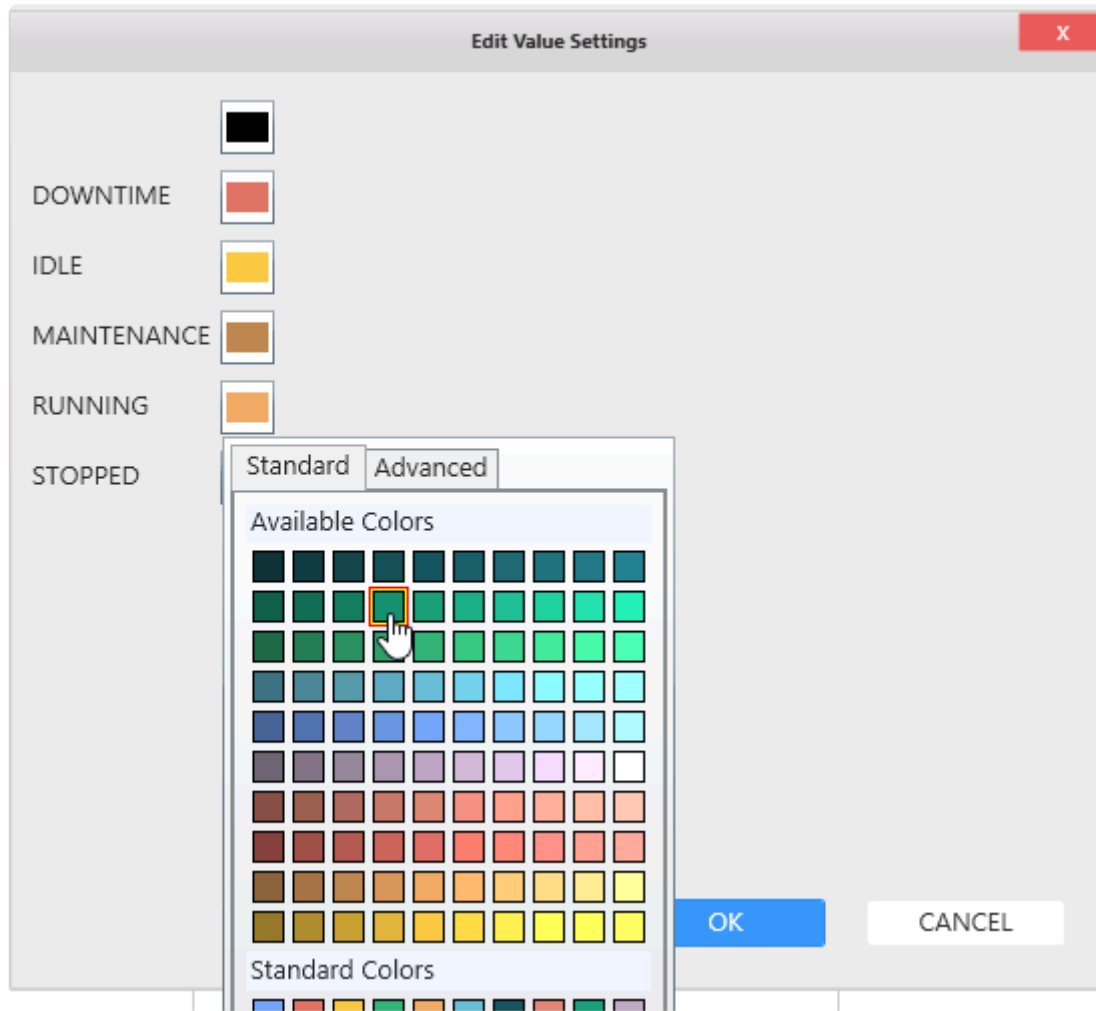 Edit Value Settings
X
DOWNTIME
IDLE
MAINTENANCE
RUNNING
STOPPED
Standard
Advanced
Available Colors
OK
CANCEL
Standard Colors